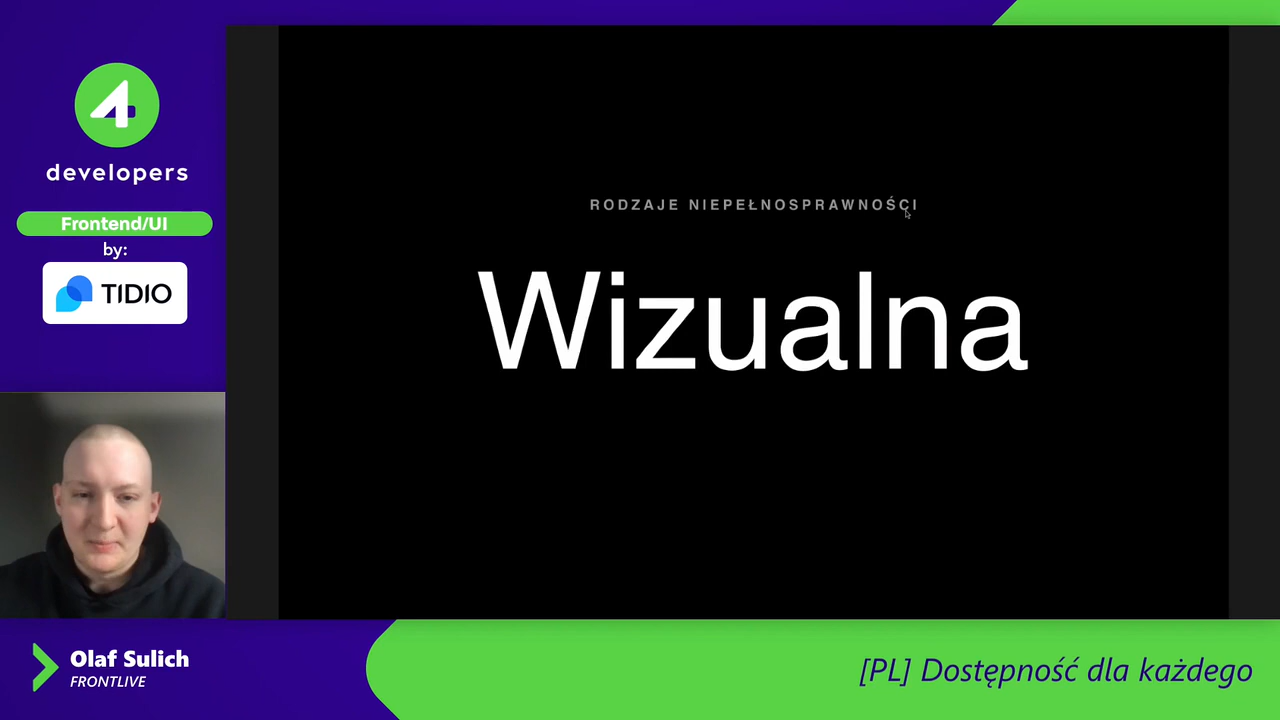 4
developers
Frontend/UI
by:
TIDIO
RODZAJE NIEPEŁNOSPRAWNOŚCI
Wizualna
Olaf Sulich
FRONTLIVE
[PL] Dostępność dla każdego